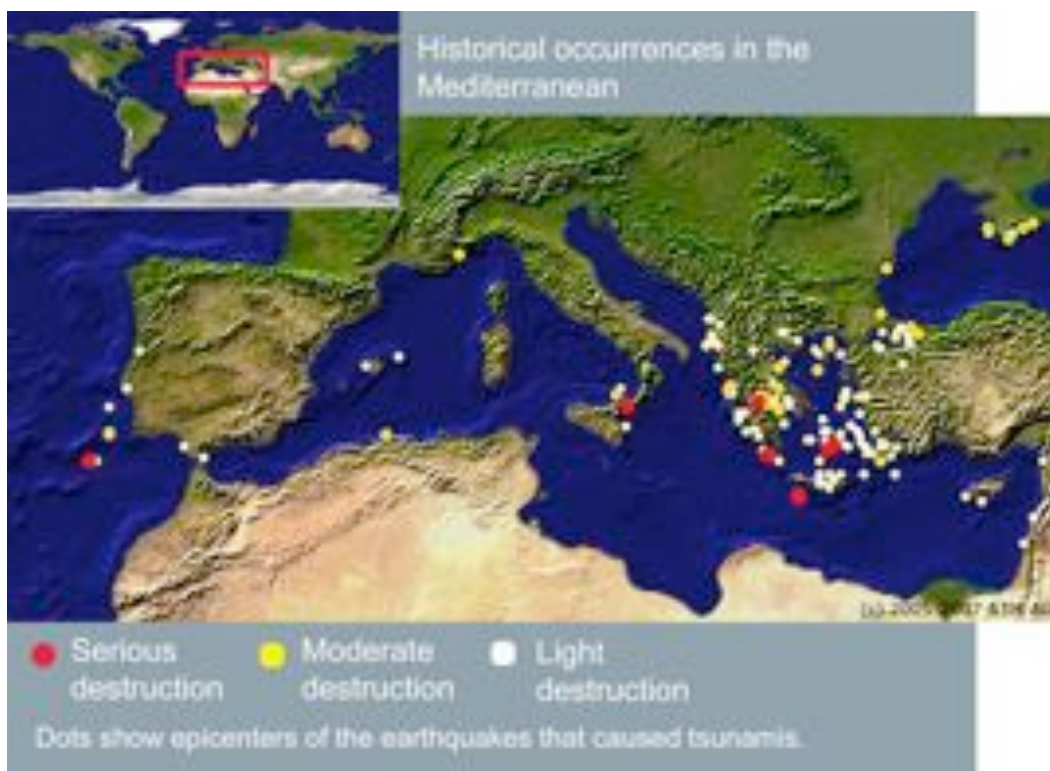 Historical occurrences in the
Mediterranean
Serious
destruction
Moderate
destruction
Light
destruction
Dots show epicenters of the earthquakes that caused tsunamis.